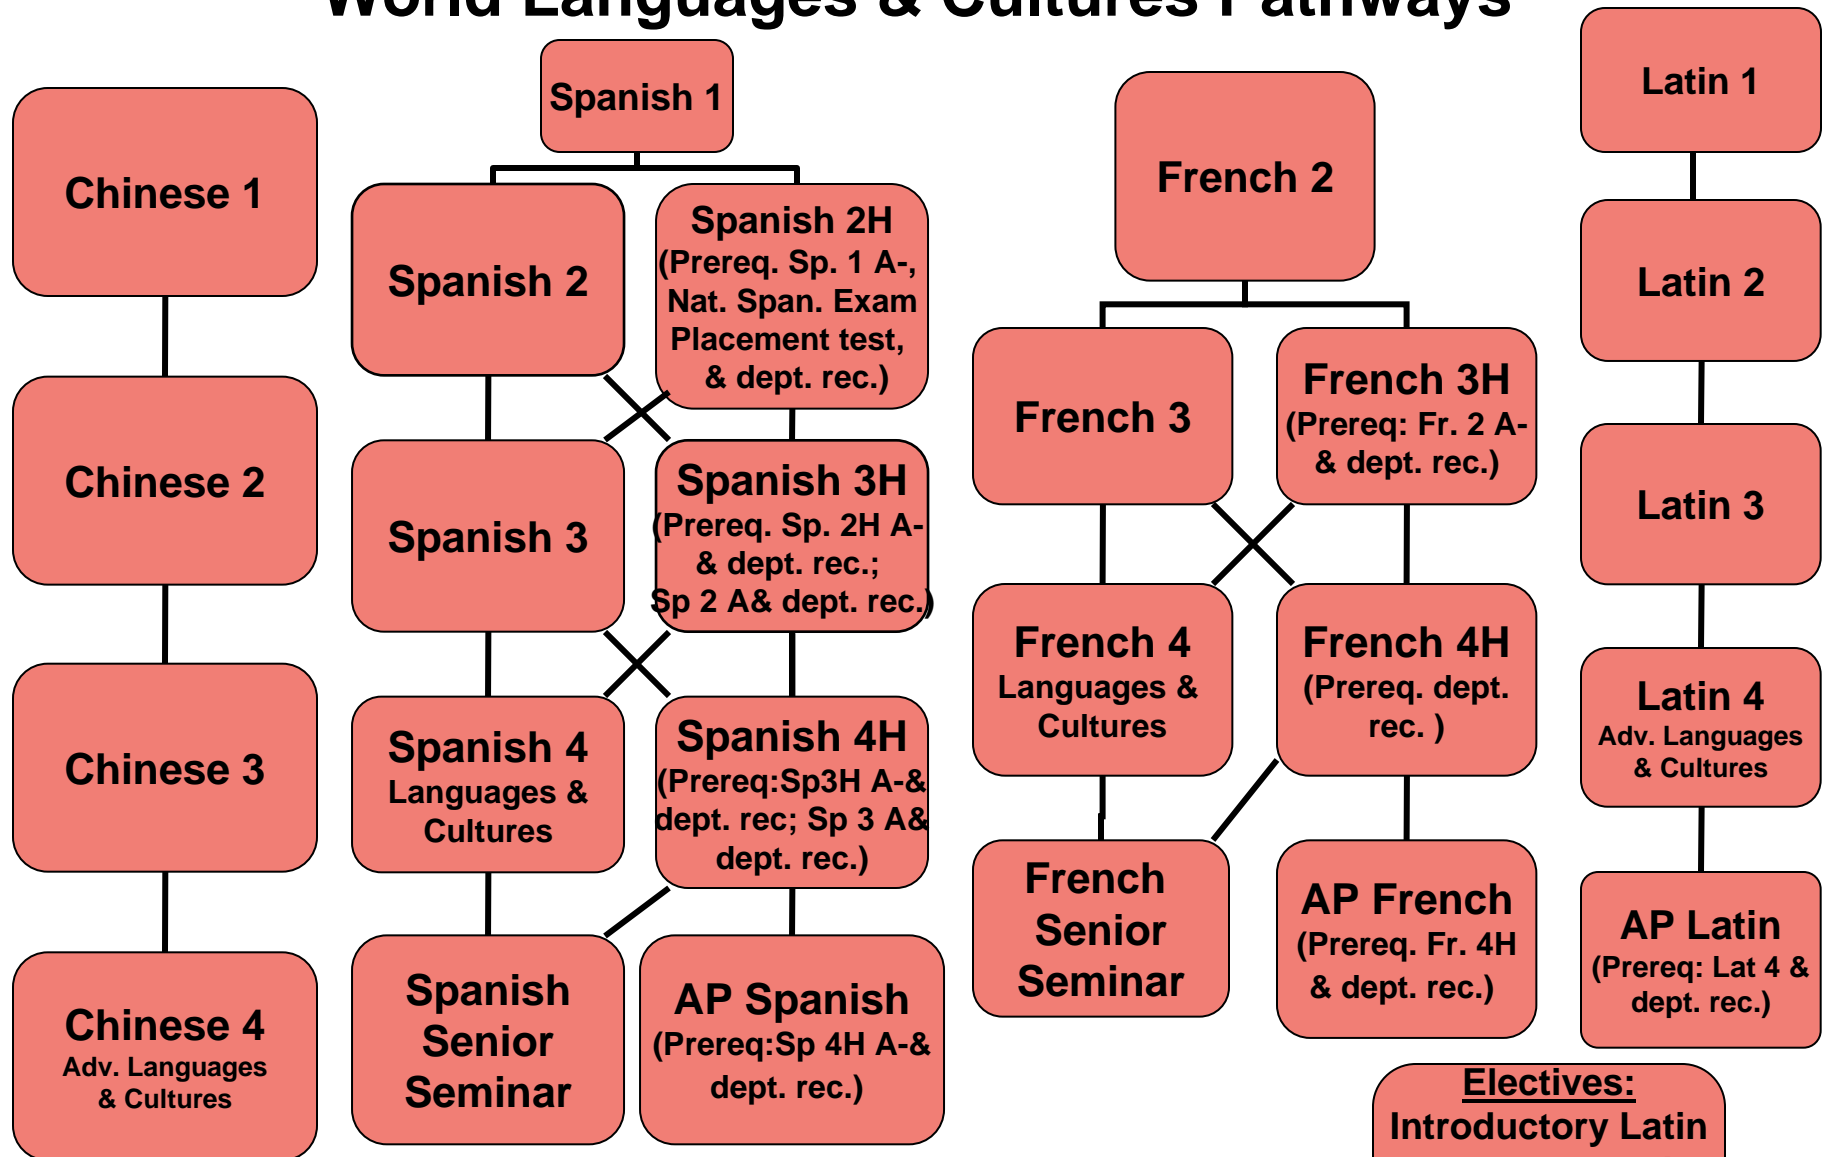 World Languages & Cultures Pathways
Chinese 1
Chinese 2
Chinese 3
Chinese 4
Adv. Languages
& Cultures
Spanish 1
Spanish 2
Spanish 2H
(Prereq. Sp. 1 A-,
Nat. Span. Exam
Placement test,
& dept. rec.)
Spanish 3
Spanish 3H
(Prereq. Sp. 2H A-
& dept. rec.;
Sp 2 A& dept. rec.)
Spanish 4
Languages &
Cultures
Spanish 4H
(Prereq:Sp3H A-&
dept. rec; Sp 3 A&
dept. rec.)
Spanish
Senior
Seminar
AP Spanish
(Prereq:Sp 4H A-&
dept. rec.)
French 2
French 3
French 3H
(Prereq: Fr. 2 A-
& dept. rec.)
French 4
Languages &
Cultures
French 4H
(Prereq. dept.
rec. )
French
Senior
Seminar
AP French
(Prereq. Fr. 4H
& dept. rec.)
Latin 1
Latin 2
Latin 3
Latin 4
Adv. Languages
& Cultures
AP Latin
(Prereq: Lat 4 &
dept. rec.)
Electives:
Introductory Latin